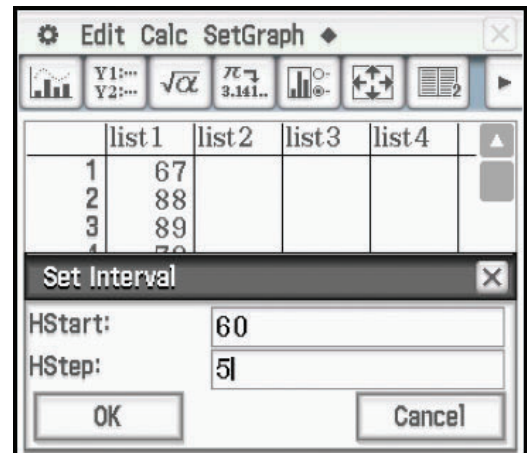 Edit Calc SetGraph
Y1:… √α π 3.141..
Y2:… 2
list1 list2 list3 list4
1 67
2 88
3 89
Set Interval
HStart: 60
HStep: 5
OK Cancel